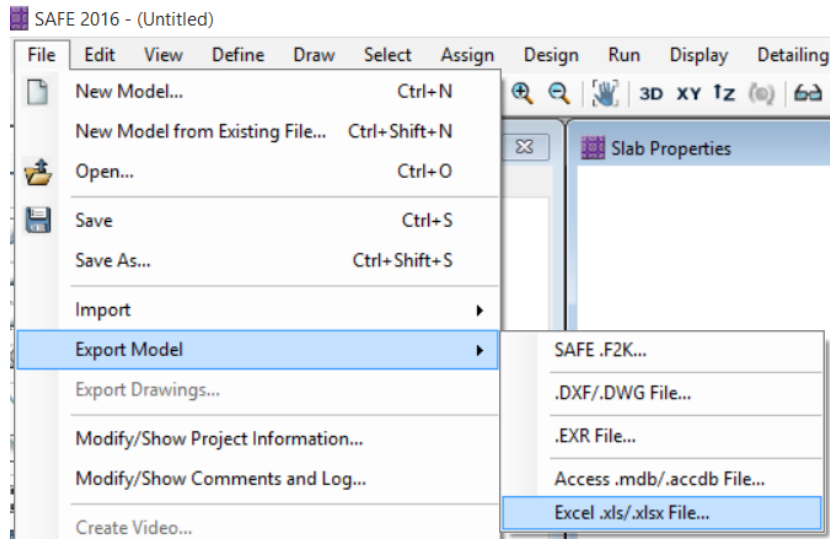 SAFE 2016 - (Untitled)
File Edit View Define Draw Select Assign Design Run Display Detailing
3D XY
New Model... Ctrl+N
New Model from Existing File... Ctrl+Shift+N
Slab Properties
Open... Ctrl+O
Save Ctrl+S
Save As... Ctrl+Shift+S
Import
Export Model
SAFE .F2K...
Export Drawings...
.DXF/.DWG File...
Modify/Show Project Information...
.EXR File...
Modify/Show Comments and Log...
Access .mdb/.accdb File...
Excel .xls/.xlsx File...
Create Video...